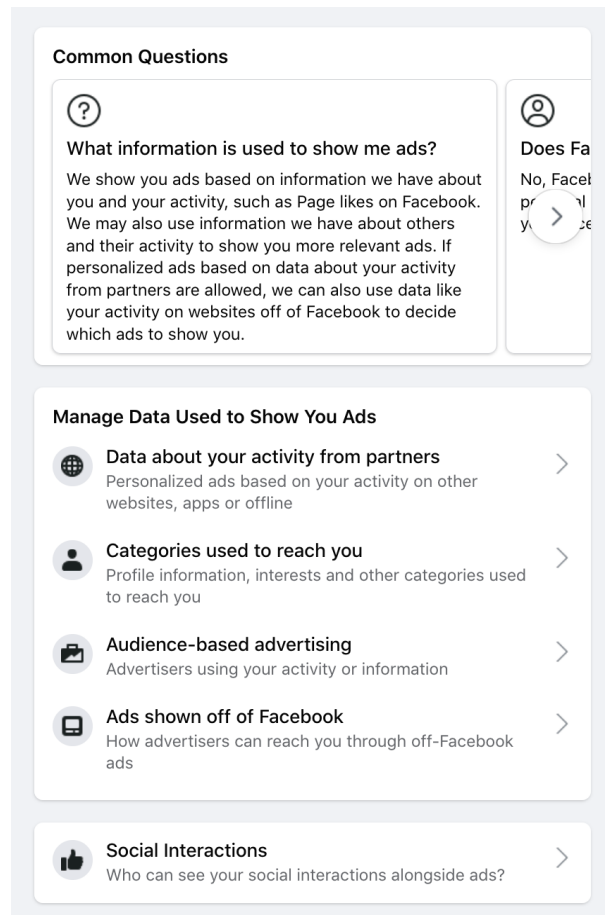 Common Questions
What information is used to show me ads?
We show you ads based on information we have about
you and your activity, such as Page likes on Facebook.
We may also use information we have about others
and their activity to show you more relevant ads. If
personalized ads based on data about your activity
from partners are allowed, we can also use data like
your activity on websites off of Facebook to decide
which ads to show you.
Does Fa
No, Faceb
Manage Data Used to Show You Ads
Data about your activity from partners
Personalized ads based on your activity on other
websites, apps or offline
Categories used to reach you
Profile information, interests and other categories used
to reach you
Audience-based advertising
Advertisers using your activity or information
Ads shown off of Facebook
How advertisers can reach you through off-Facebook
ads
Social Interactions
Who can see your social interactions alongside ads?